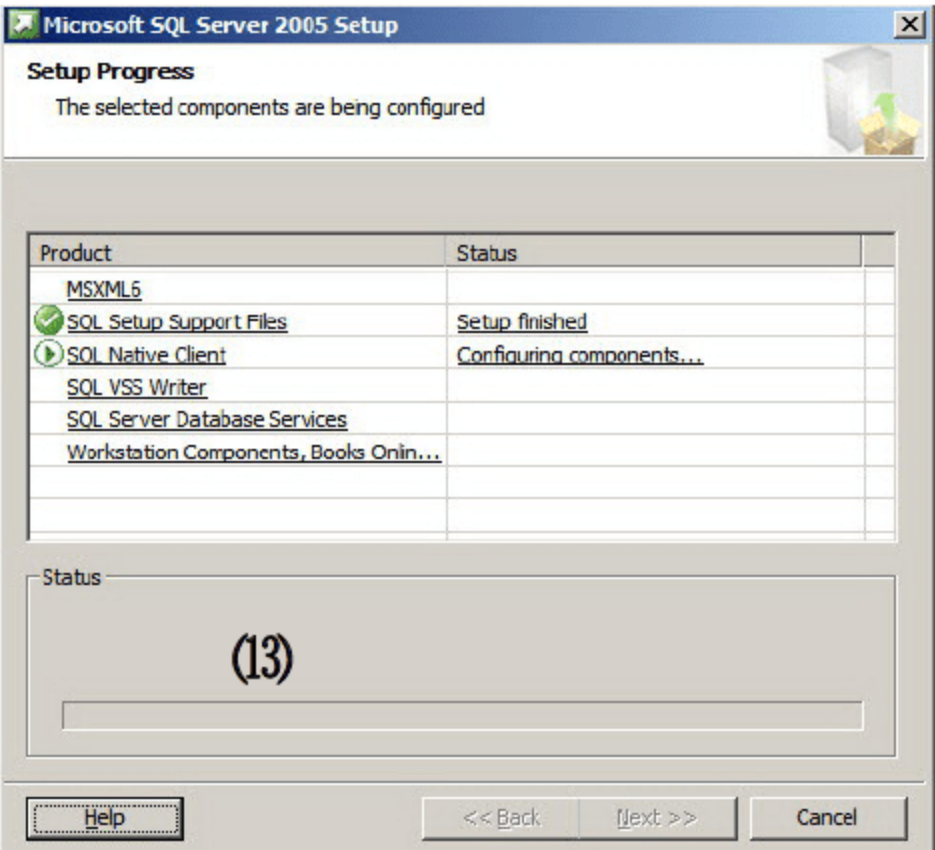 Microsoft SQL Server 2005 Setup
Setup Progress
The selected components are being configured
Product Status
MSXML6
SQL Setup Support Files Setup finished
SQL Native Client Configuring components...
SQL VSS Writer
SQL Server Database Services
Workstation Components, Books Onlin...
Status
(13)
Help << Back Next >> Cancel